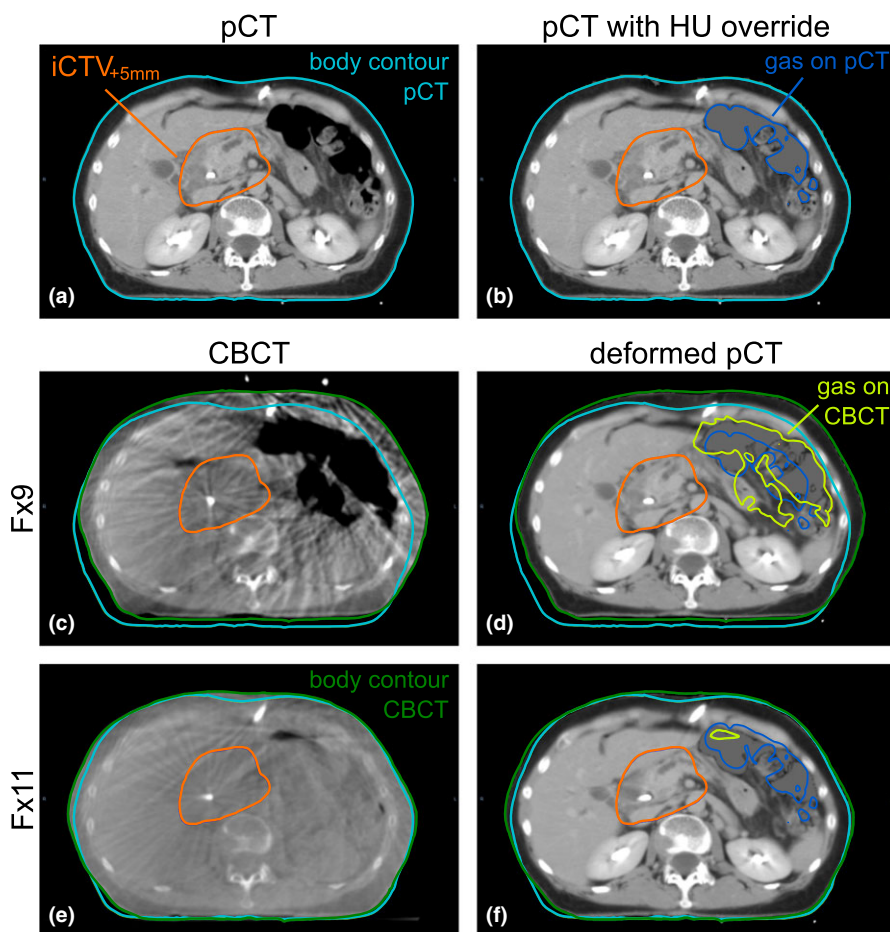 pCT
pCT with HU override
iCTV+5mm
body contour
pCT
gas on pCT
(a)
(b)
CBCT
deformed pCT
gas on
CBCT
Fx9
(c)
(d)
body contour
CBCT
Fx11
(e)
(f)